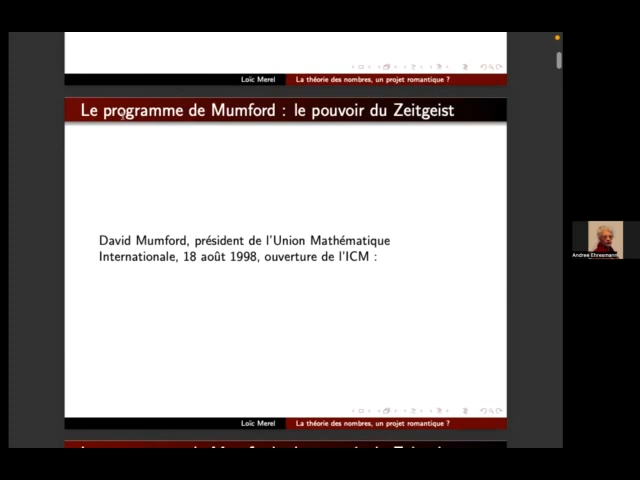 Loïc Merel
La théorie des nombres, un projet romantique ?
Le programme de Mumford : le pouvoir du Zeitgeist
David Mumford, président de l'Union Mathématique
Internationale, 18 août 1998, ouverture de l'ICM :
Andree Ehresmann
Loïc Merel
La théorie des nombres, un projet romantique ?